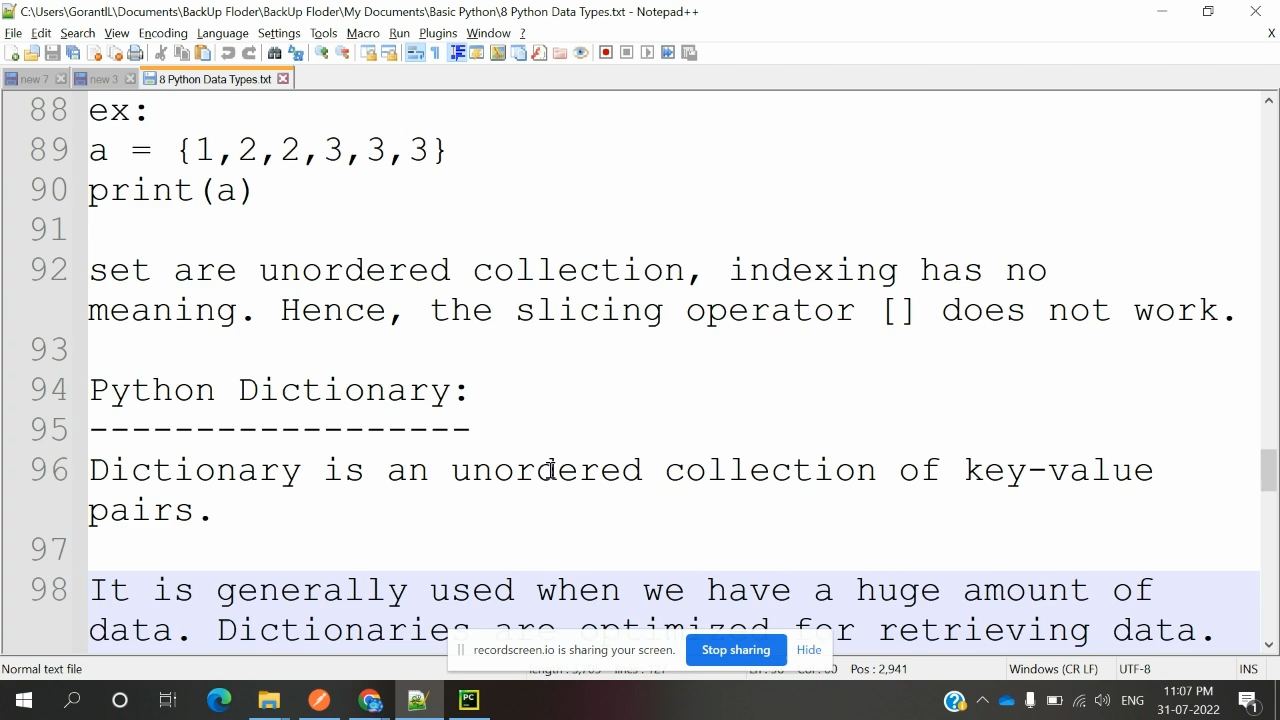 C:\Users\GorantlL\Documents\BackUp Floder\BackUp Floder\My Documents\Basic Python\8 Python Data Types.txt - Notepad++
File Edit Search View Encoding Language Settings Tools Macro Run Plugins Window ? X
new 7 new 3 8 Python Data Types.txt
88 ex:
89 a = {1,2,2,3,3,3}
90 print(a)
91
92 set are unordered collection, indexing has no
meaning. Hence, the slicing operator [] does not work.
93
94 Python Dictionary:
95 ------------------
96 Dictionary is an unordered collection of key-value
pairs.
97
98 It is generally used when we have a huge amount of
data. Dictionaries are optimized for retrieving data.
recordscreen.io is sharing your screen. Stop sharing Hide
Normal text file Pos : 2,941 Windows (CR LF) UTF-8 INS
PC ENG 11:07 PM
31-07-2022